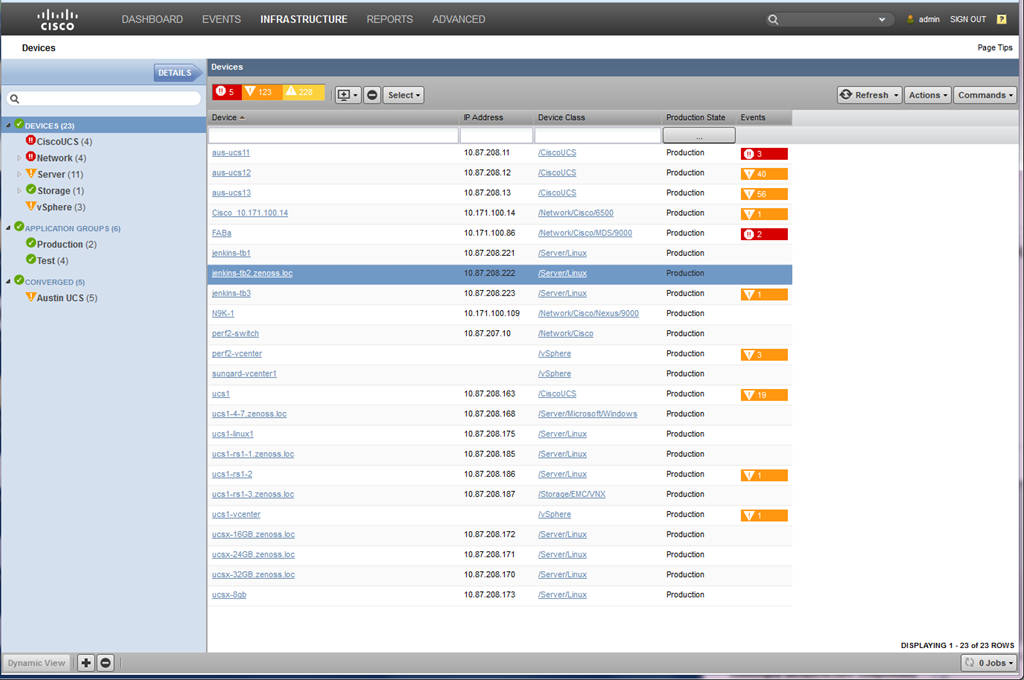 CISCO DASHBOARD EVENTS INFRASTRUCTURE REPORTS ADVANCED admin SIGN OUT ?
Devices Page Tips
DETAILS
DEVICES (23)
CiscoUCS (4)
Network (4)
Server (11)
Storage (1)
vSphere (3)
APPLICATION GROUPS (6)
Production (2)
Test (4)
CONVERGED (5)
Austin UCS (5)
Devices
5 123 228 Select Refresh Actions Commands
Device IP Address Device Class Production State Events
...
aus-ucs11 10.87.208.11 /CiscoUCS Production 3
aus-ucs12 10.87.208.12 /CiscoUCS Production 40
aus-ucs13 10.87.208.13 /CiscoUCS Production 56
Cisco_10.171.100.14 10.171.100.14 /Network/Cisco/6500 Production 1
FABa 10.171.100.86 /Network/Cisco/MDS/9000 Production 2
jenkins-tb1 10.87.208.221 /Server/Linux Production
jenkins-tb2.zenoss.loc 10.87.208.222 /Server/Linux Production
jenkins-tb3 10.87.208.223 /Server/Linux Production 1
N9K-1 10.171.100.109 /Network/Cisco/Nexus/9000 Production
perf2-switch 10.87.207.10 /Network/Cisco Production
perf2-vcenter /vSphere Production 3
sungard-vcenter1 /vSphere Production
ucs1 10.87.208.163 /CiscoUCS Production 19
ucs1-4-7.zenoss.loc 10.87.208.168 /Server/Microsoft/Windows Production
ucs1-linux1 10.87.208.175 /Server/Linux Production
ucs1-rs1-1.zenoss.loc 10.87.208.185 /Server/Linux Production
ucs1-rs1-2 10.87.208.186 /Server/Linux Production 1
ucs1-rs1-3.zenoss.loc 10.87.208.187 /Storage/EMC/VNX Production
ucs1-vcenter /vSphere Production 1
ucsx-16GB.zenoss.loc 10.87.208.172 /Server/Linux Production
ucsx-24GB.zenoss.loc 10.87.208.171 /Server/Linux Production
ucsx-32GB.zenoss.loc 10.87.208.170 /Server/Linux Production
ucsx-8gb 10.87.208.173 /Server/Linux Production
DISPLAYING 1 - 23 of 23 ROWS
Dynamic View 0 Jobs